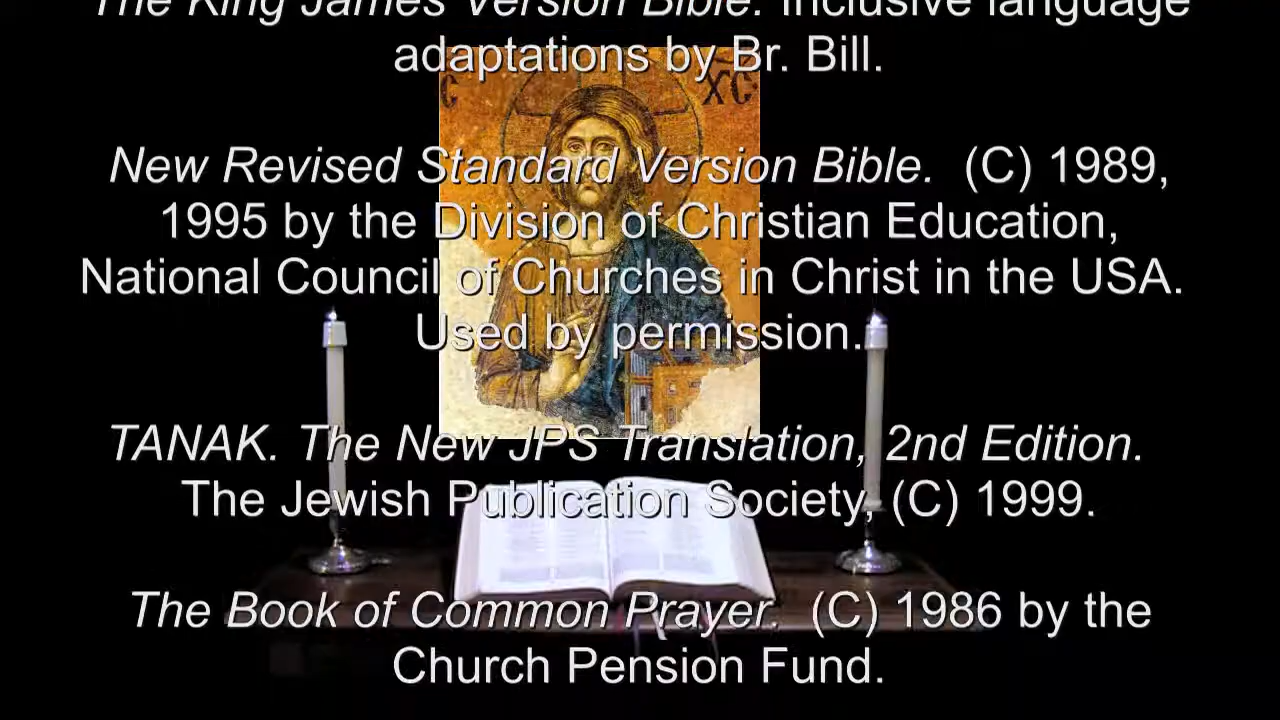 The King James Version Bible. Inclusive language
adaptations by Br. Bill.
New Revised Standard Version Bible. (C) 1989,
1995 by the Division of Christian Education,
National Council of Churches in Christ in the USA.
Used by permission.
TANAK. The New JPS Translation, 2nd Edition.
The Jewish Publication Society, (C) 1999.
The Book of Common Prayer. (C) 1986 by the
Church Pension Fund.
C
XC